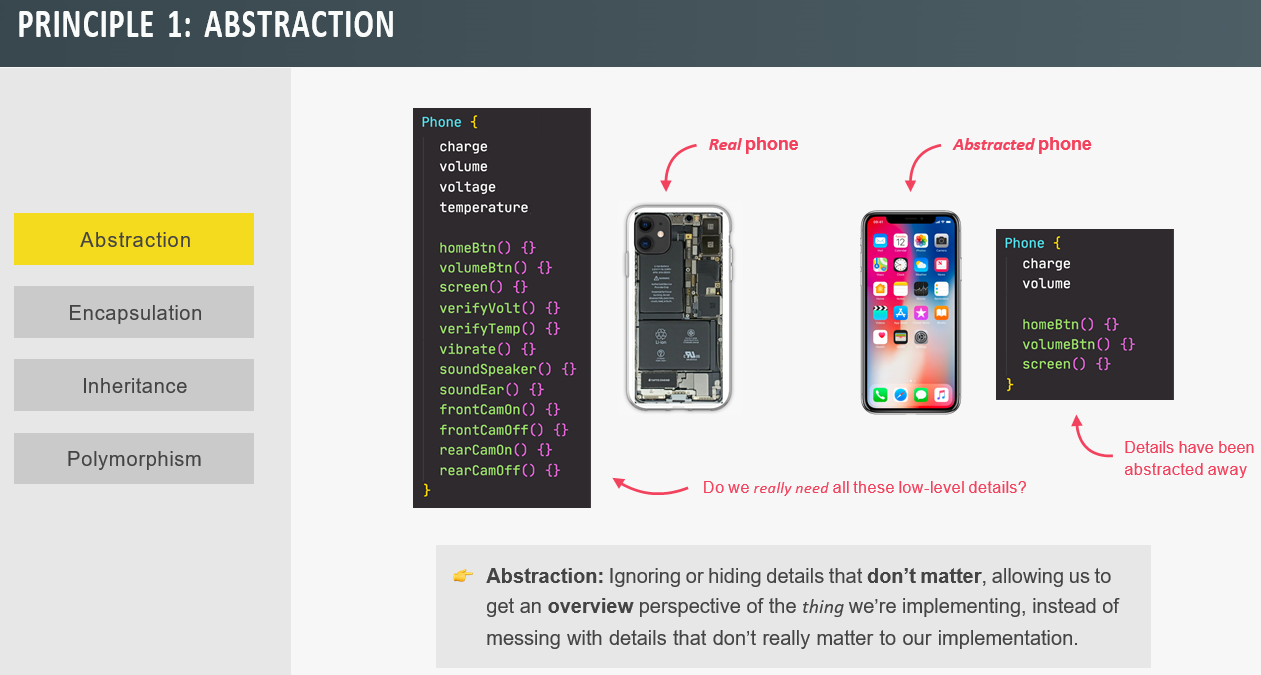 PRINCIPLE 1: ABSTRACTION
Abstraction
Encapsulation
Inheritance
Polymorphism
Phone {
charge
volume
voltage
temperature
homeBtn() {}
volumeBtn() {}
screen() {}
verifyVolt() {}
verifyTemp() {}
vibrate() {}
soundSpeaker() {}
soundEar() {}
frontCamOn() {}
frontCamOff() {}
rearCamOn() {}
rearCamOff() {}
}
Real phone
Abstracted phone
Phone {
charge
volume
homeBtn() {}
volumeBtn() {}
screen() {}
}
Details have been
abstracted away
Do we really need all these low-level details?
👉 Abstraction: Ignoring or hiding details that don’t matter, allowing us to
get an overview perspective of the thing we’re implementing, instead of
messing with details that don’t really matter to our implementation.